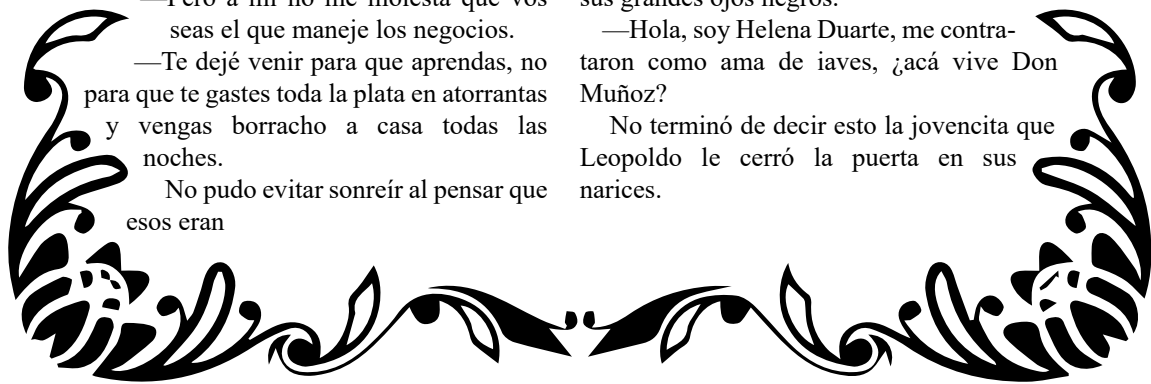 —Pero a mí no me molesta que vos
seas el que maneje los negocios.
—Te dejé venir para que aprendas, no
para que te gastes toda la plata en atorrantas
y vengas borracho a casa todas las
noches.
No pudo evitar sonreír al pensar que
esos eran
sus grandes ojos negros.
—Hola, soy Helena Duarte, me contra-
taron como ama de iaves, ¿acá vive Don
Muñoz?
No terminó de decir esto la jovencita que
Leopoldo le cerró la puerta en sus
narices.